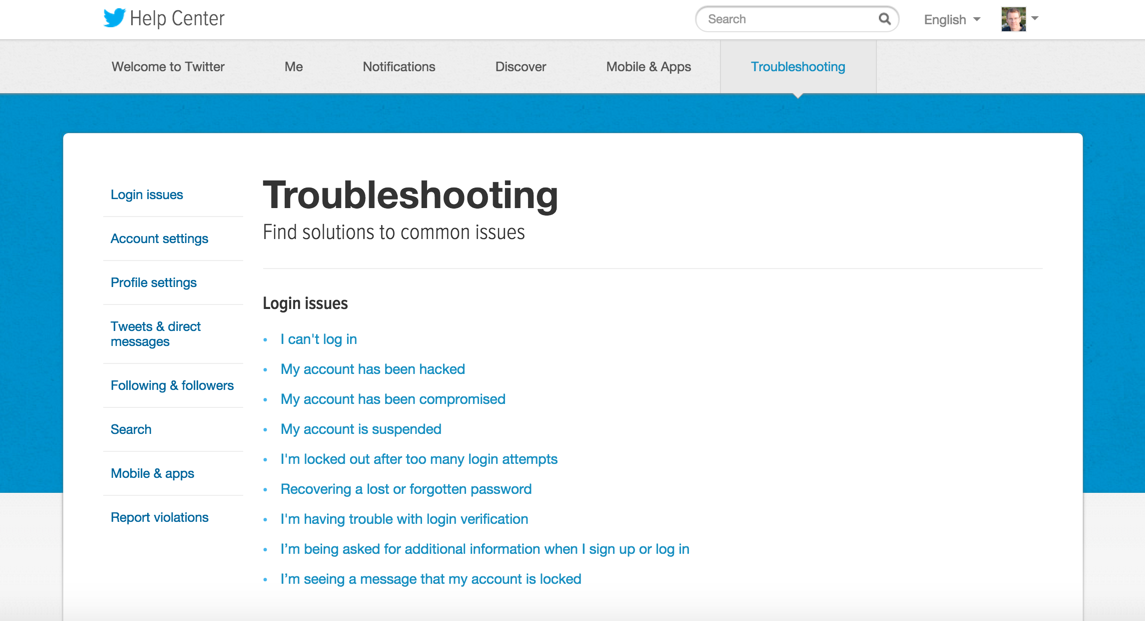 Help Center
Search
English
Welcome to Twitter
Me
Notifications
Discover
Mobile & Apps
Troubleshooting
Login issues
Account settings
Profile settings
Tweets & direct
messages
Following & followers
Search
Mobile & apps
Report violations
Troubleshooting
Find solutions to common issues
Login issues
I can't log in
My account has been hacked
My account has been compromised
My account is suspended
I'm locked out after too many login attempts
Recovering a lost or forgotten password
I'm having trouble with login verification
I’m being asked for additional information when I sign up or log in
I’m seeing a message that my account is locked